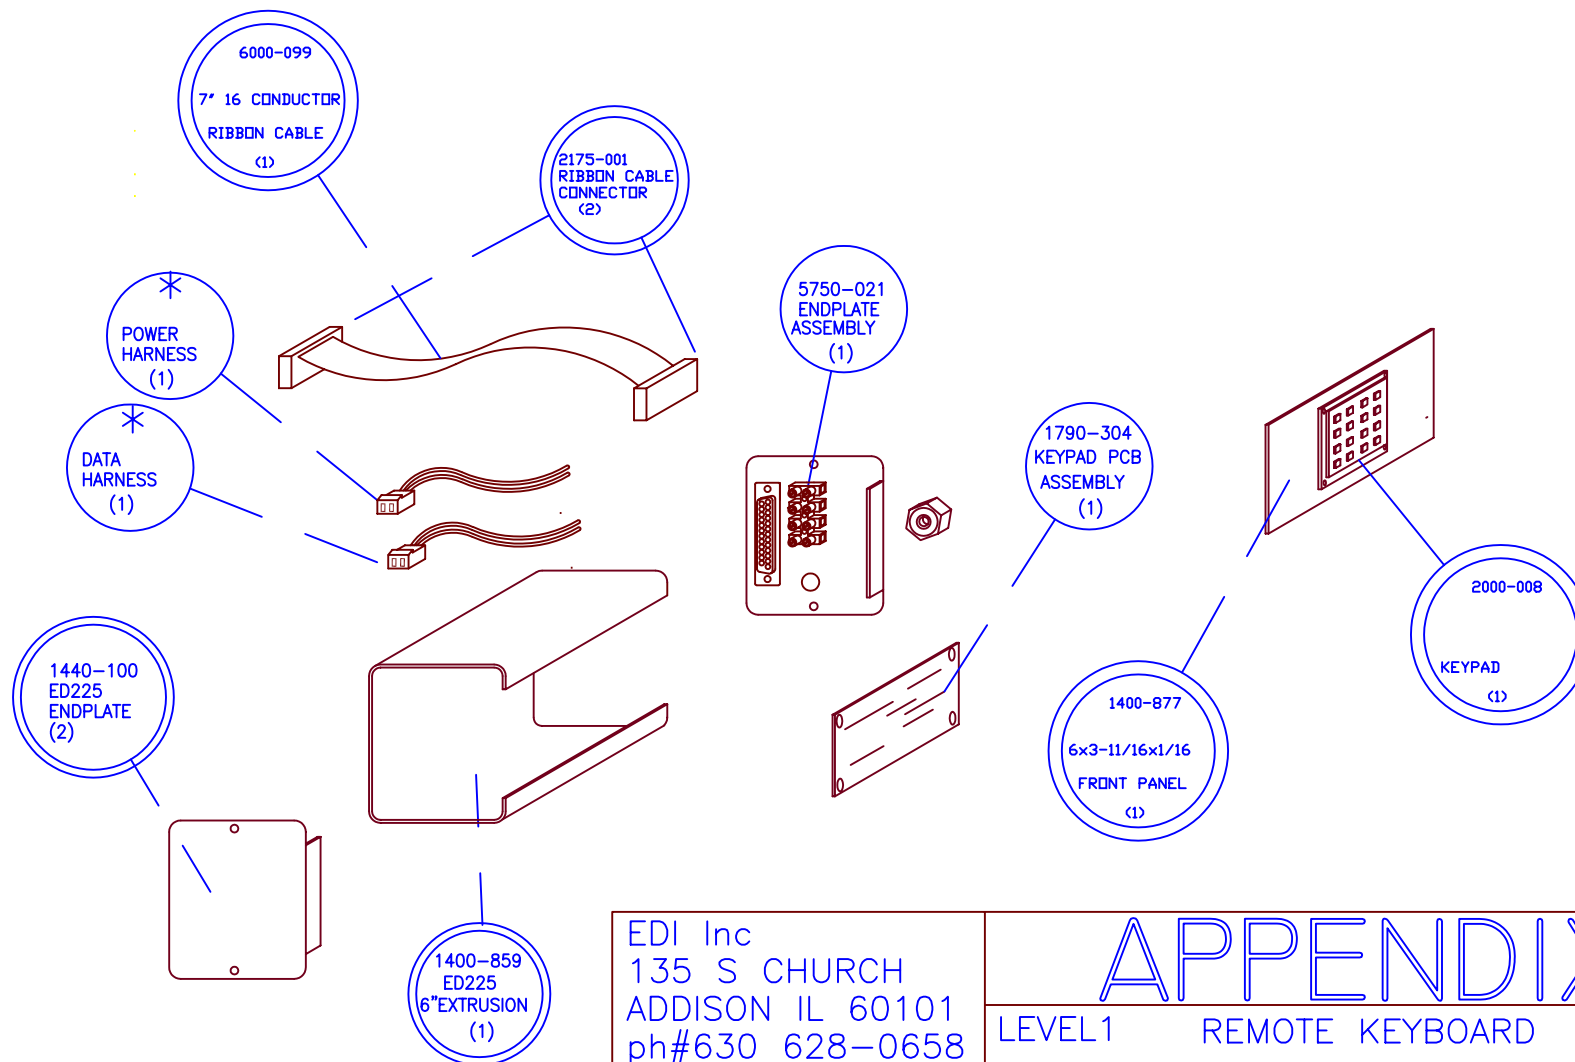 6000-099
7" 16 CONDUCTOR
RIBBON CABLE
(1)
2175-001
RIBBON CABLE
CONNECTOR
(2)
POWER
HARNESS
(1)
DATA
HARNESS
(1)
5750-021
ENDPLATE
ASSEMBLY
(1)
1790-304
KEYPAD PCB
ASSEMBLY
(1)
2000-008
KEYPAD
(1)
1400-877
6x3-11/16x1/16
FRONT PANEL
(1)
1440-100
ED225
ENDPLATE
(2)
1400-859
ED225
6"EXTRUSION
(1)
EDI Inc
135 S CHURCH
ADDISON IL 60101
ph#630 628-0658
APPENDIX
LEVEL1 REMOTE KEYBOARD